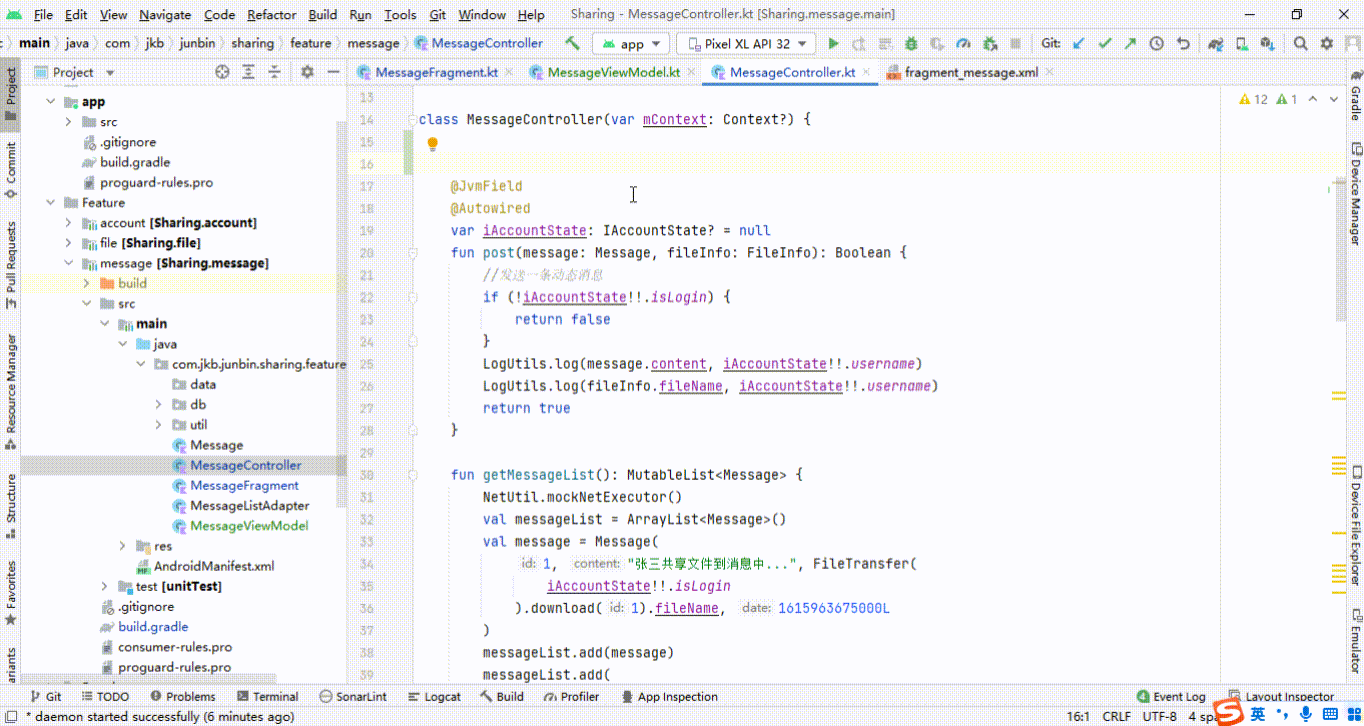 File Edit View Navigate Code Refactor Build Run Tools Git Window Help Sharing - MessageController.kt [Sharing.message.main]
main java com jkb junbin sharing feature message MessageController app Pixel XL API 32 Git:
Project MessageFragment.kt MessageViewModel.kt MessageController.kt fragment_message.xml
Project
Commit
Pull Requests
Resource Manager
Structure
Favorites
app
src
.gitignore
build.gradle
proguard-rules.pro
Feature
account [Sharing.account]
file [Sharing.file]
message [Sharing.message]
build
src
main
java
com.jkb.junbin.sharing.feature
data
db
util
Message
MessageController
MessageFragment
MessageListAdapter
MessageViewModel
res
AndroidManifest.xml
test [unitTest]
.gitignore
build.gradle
consumer-rules.pro
proguard-rules.pro
13
14 class MessageController(var mContext: Context?) {
15
16
17 @JvmField
18 @Autowired
19 var iAccountState: IAccountState? = null
20 fun post(message: Message, fileInfo: FileInfo): Boolean {
21 //发送一条动态消息
22 if (!iAccountState!!.isLogin) {
23 return false
24 }
25 LogUtils.log(message.content, iAccountState!!.username)
26 LogUtils.log(fileInfo.fileName, iAccountState!!.username)
27 return true
28 }
29
30 fun getMessageList(): MutableList<Message> {
31 NetUtil.mockNetExecutor()
32 val messageList = ArrayList<Message>()
33 val message = Message(
34 id: 1, content: "张三共享文件到消息中...", FileTransfer(
35 iAccountState!!.isLogin
36 ).download( id: 1).fileName, date: 1615963675000L
37 )
38 messageList.add(message)
39 messageList.add(
12 1
Gradle
Device Manager
Device File Explorer
Emulator
Git TODO Problems Terminal SonarLint Logcat Build Profiler App Inspection 4 Event Log Layout Inspector
* daemon started successfully (6 minutes ago) 16:1 CRLF UTF-8 英